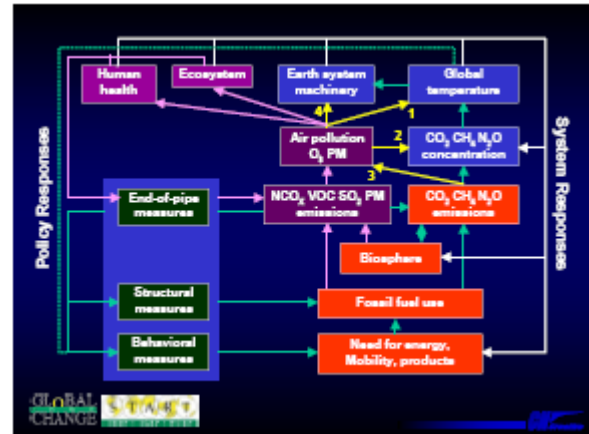 Human
health
Ecosystem
Earth system
machinery
Global
temperature
4
1
Air pollution
O3 PM
2
CO2 CH4 N2O
concentration
3
End-of-pipe
measures
NCOX VOC SO2 PM
emissions
CO2 CH4 N2O
emissions
Biosphere
Structural
measures
Fossil fuel use
Behavioral
measures
Need for energy,
Mobility, products
Policy Responses
System Responses
GLOBAL
CHANGE
START